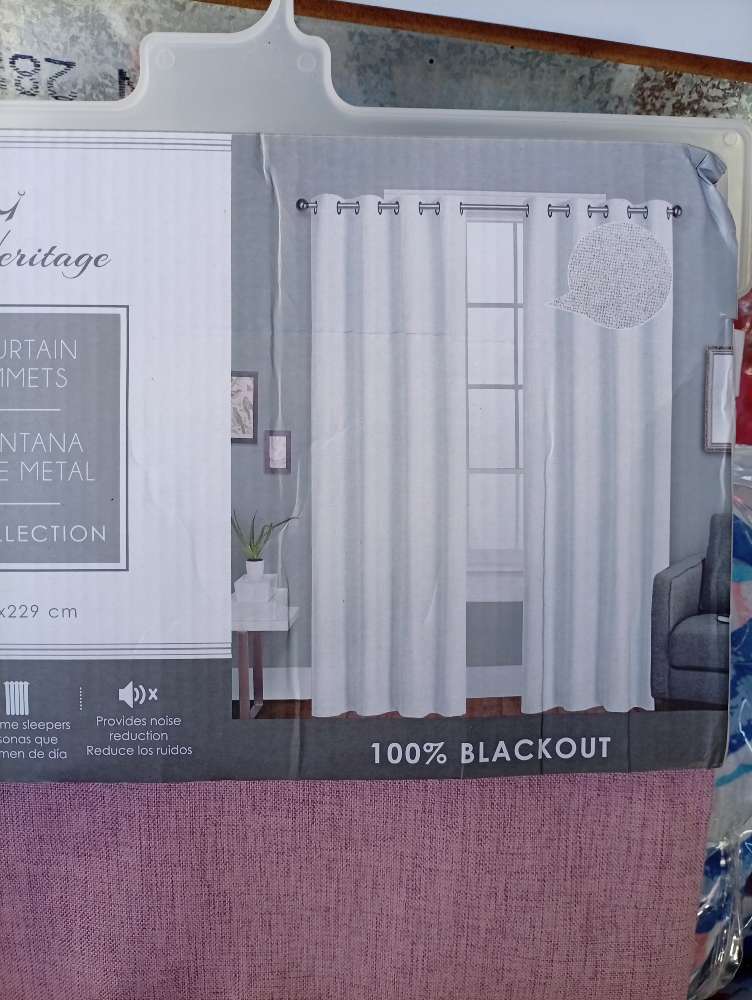 eritage
URTAIN
MMETS
NTANA
E METAL
LLECTION
x229 cm
me sleepers
sonas que
men de día
Provides noise
reduction
Reduce los ruidos
100% BLACKOUT